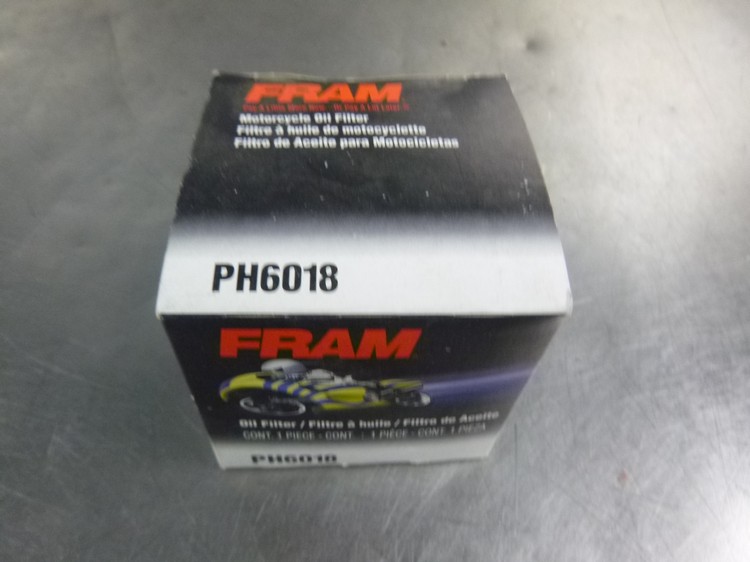 FRAM
Motorcycle Oil Filter
Filtre à huile de motocyclette
Filtro de Aceite para Motocicletas
PH6018
FRAM
Oil Filter / Filtre à huile / Filtro de Aceite
CONT. 1 PIECE - CONT. : 1 PIÈCE - CONT. 1 PIEZA
PH6018